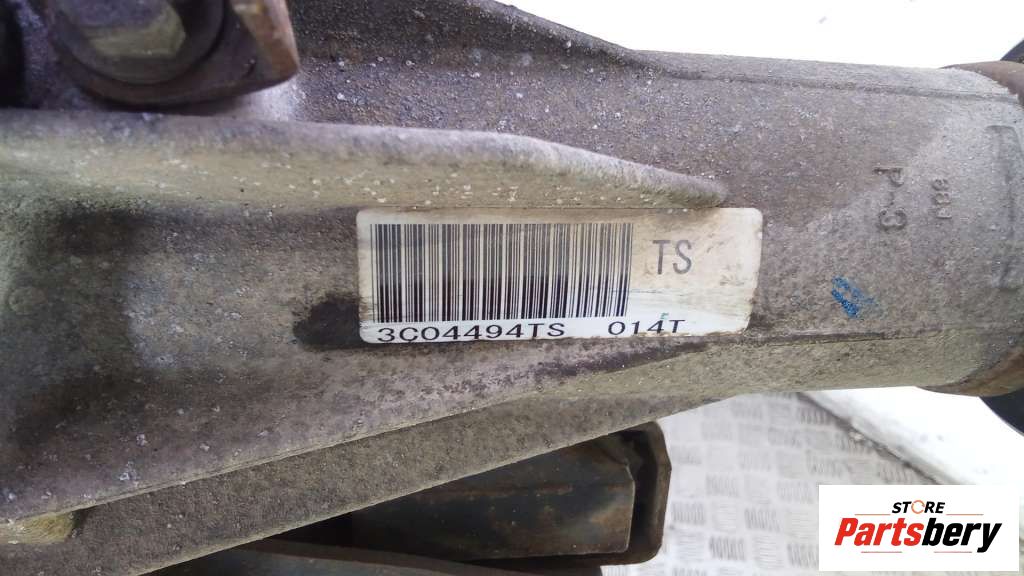 TS
3C04494TS 014T
P-3
STORE
Partsbery